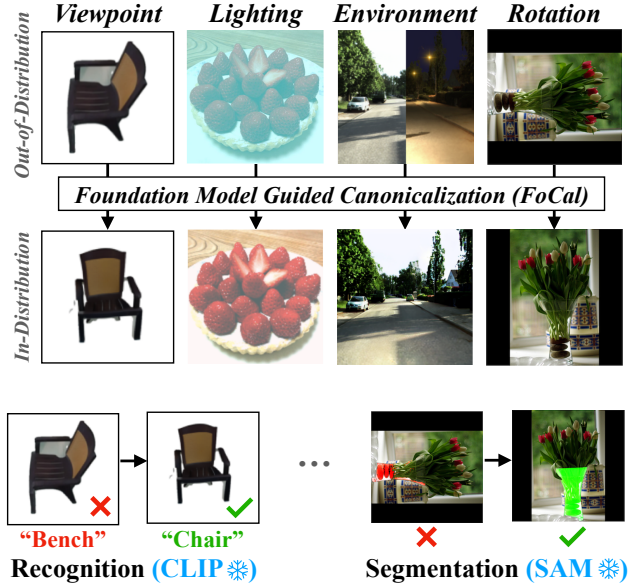 Viewpoint Lighting Environment Rotation
Out-of-Distribution
Foundation Model Guided Canonicalization (FoCal)
In-Distribution
...
"Bench" "Chair"
Recognition (CLIP) Segmentation (SAM)